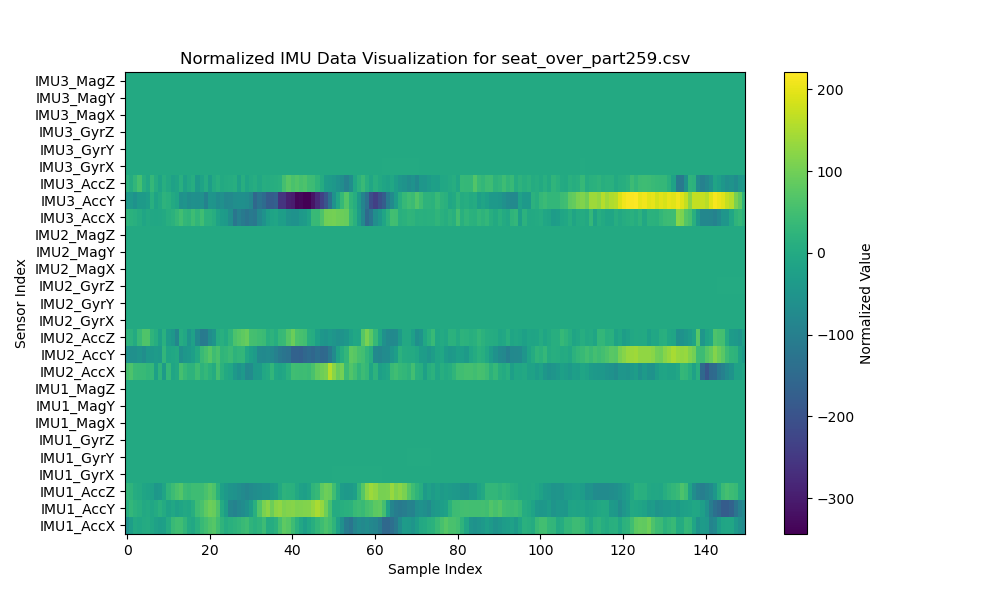 Normalized IMU Data Visualization for seat_over_part259.csv
IMU3_MagZ
IMU3_MagY
IMU3_MagX
IMU3_GyrZ
IMU3_GyrY
IMU3_GyrX
IMU3_AccZ
IMU3_AccY
IMU3_AccX
IMU2_MagZ
IMU2_MagY
IMU2_MagX
IMU2_GyrZ
IMU2_GyrY
IMU2_GyrX
IMU2_AccZ
IMU2_AccY
IMU2_AccX
IMU1_MagZ
IMU1_MagY
IMU1_MagX
IMU1_GyrZ
IMU1_GyrY
IMU1_GyrX
IMU1_AccZ
IMU1_AccY
IMU1_AccX
Sensor Index
0 20 40 60 80 100 120 140
Sample Index
200
100
0
−100
−200
−300
Normalized Value